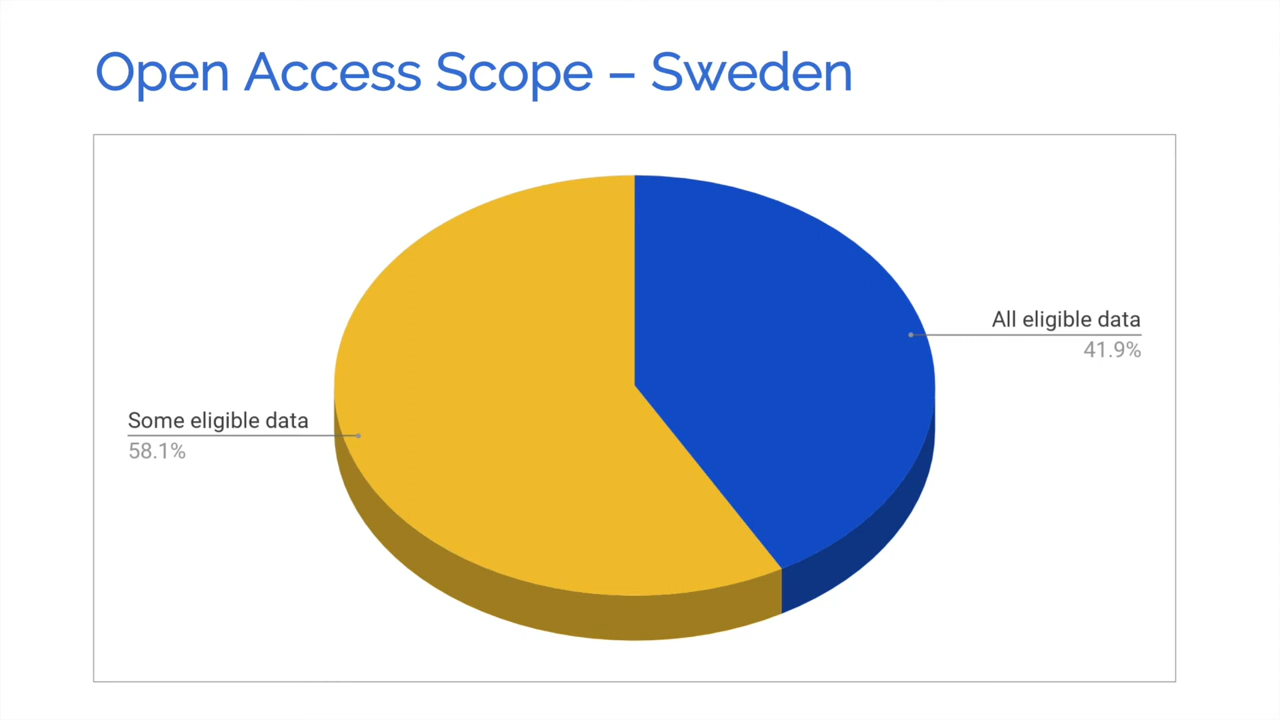 Open Access Scope – Sweden
All eligible data
41.9%
Some eligible data
58.1%